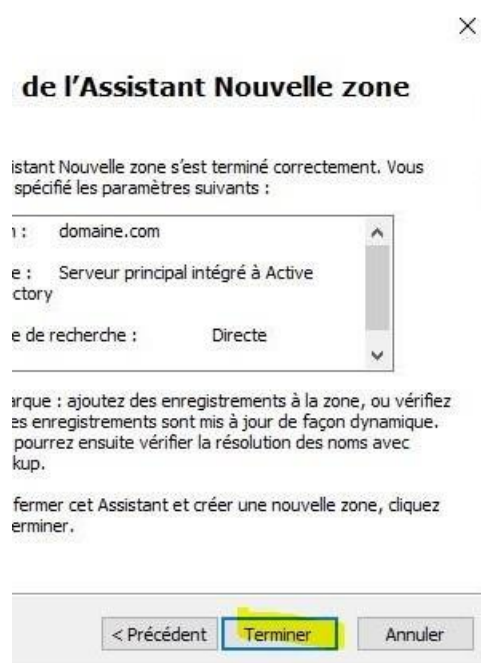 de l'Assistant Nouvelle zone
istant Nouvelle zone s'est terminé correctement. Vous
spécifié les paramètres suivants :
: domaine.com
e : Serveur principal intégré à Active
ctory
e de recherche : Directe
arque : ajoutez des enregistrements à la zone, ou vérifiez
es enregistrements sont mis à jour de façon dynamique.
pourrez ensuite vérifier la résolution des noms avec
kup.
fermer cet Assistant et créer une nouvelle zone, cliquez
erminer.
< Précédent Terminer Annuler